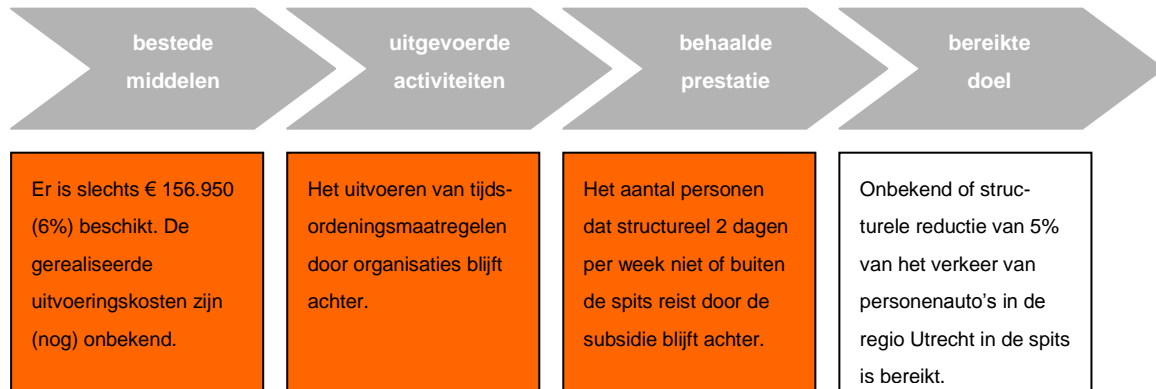 bestede
middelen
uitgevoerde
activiteiten
behaalde
prestatie
bereikte
doel
Er is slechts € 156.950
(6%) beschikt. De
gerealiseerde
uitvoeringskosten zijn
(nog) onbekend.
Het uitvoeren van tijds-
ordeningsmaatregelen
door organisaties blijft
achter.
Het aantal personen
dat structureel 2 dagen
per week niet of buiten
de spits reist door de
subsidie blijft achter.
Onbekend of struc-
turele reductie van 5%
van het verkeer van
personenauto's in de
regio Utrecht in de spits
is bereikt.